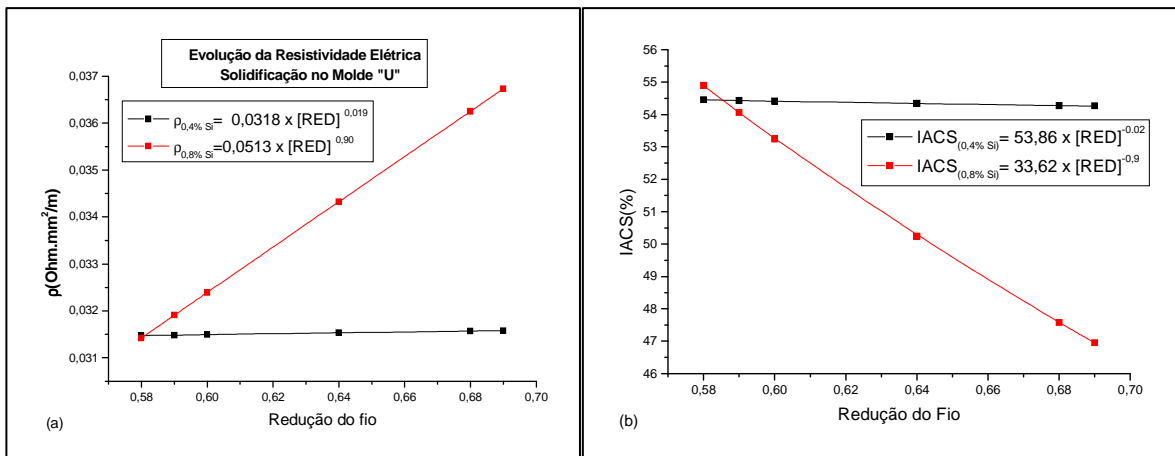 Evolução da Resistividade Elétrica
Solidificação no Molde "U"
ρ0,4% Si= 0,0318 x [RED] 0,019
ρ0,8% Si=0,0513 x [RED] 0,90
0,037
0,036
0,035
0,034
0,033
0,032
0,031
ρ(Ohm.mm2/m)
0,58 0,60 0,62 0,64 0,66 0,68 0,70
Redução do fio
(a)
56
55
54
53
52
51
50
49
48
47
46
IACS(%)
IACS(0,4% Si)= 53,86 x [RED]-0.02
IACS(0,8% Si)= 33,62 x [RED]-0,9
0,58 0,60 0,62 0,64 0,66 0,68 0,70
Redução do Fio
(b)